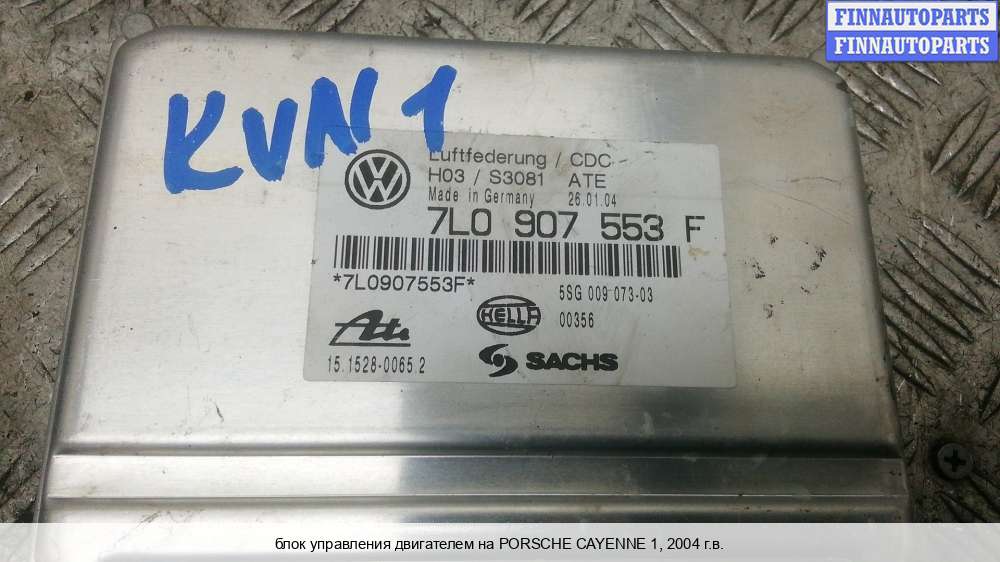 FINNAUTOPARTS
FINNAUTOPARTS
KVN1
Luftfederung / CDC
H03 / S3081 ATE
Made in Germany 26.01.04
7L0 907 553 F
*7L0907553F*
5SG 009 073-03
HELLA
00356
Ate
15.1528-0065.2
SACHS
блок управления двигателем на PORSCHE CAYENNE 1, 2004 г.в.